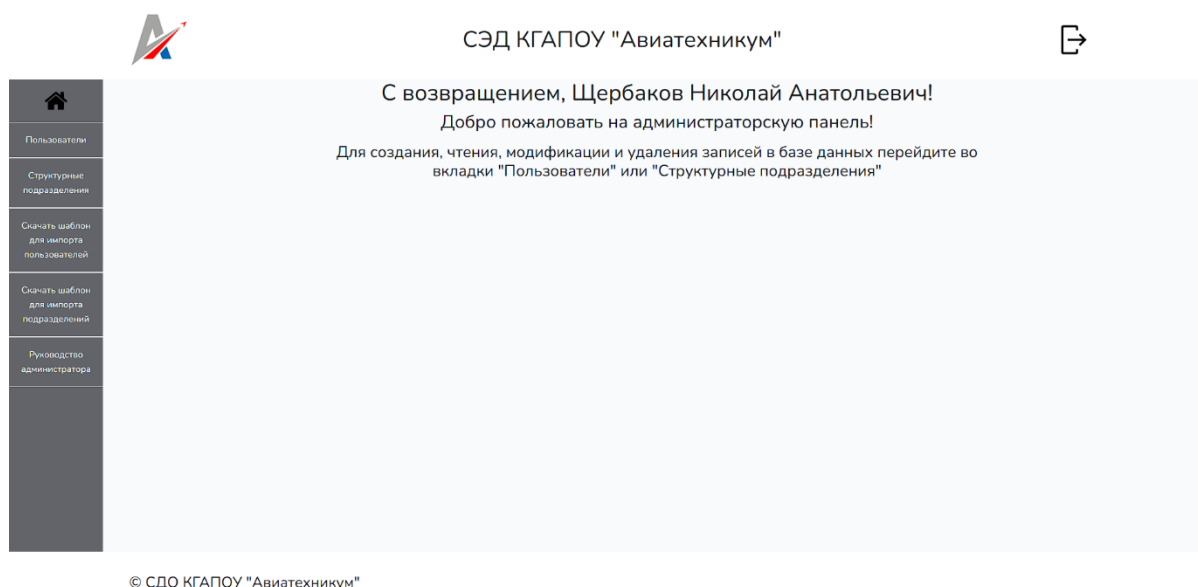 СЭД КГАПОУ "Авиатехникум"
Пользователи
Структурные
подразделения
Скачать шаблон
для импорта
пользователей
Скачать шаблон
для импорта
подразделений
Руководство
администратора
С возвращением, Щербаков Николай Анатольевич!
Добро пожаловать на администраторскую панель!
Для создания, чтения, модификации и удаления записей в базе данных перейдите во
вкладки "Пользователи" или "Структурные подразделения"
© СДО КГАПОУ "Авиатехникум"